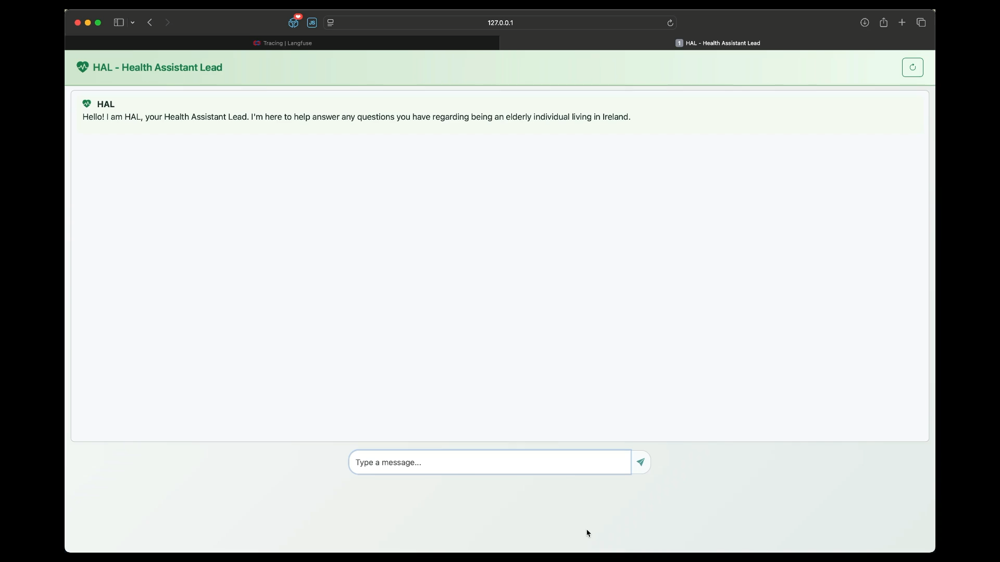 JS
127.0.0.1
Tracing | Langfuse
1 HAL - Health Assistant Lead
HAL - Health Assistant Lead
HAL
Hello! I am HAL, your Health Assistant Lead. I'm here to help answer any questions you have regarding being an elderly individual living in Ireland.
Type a message...